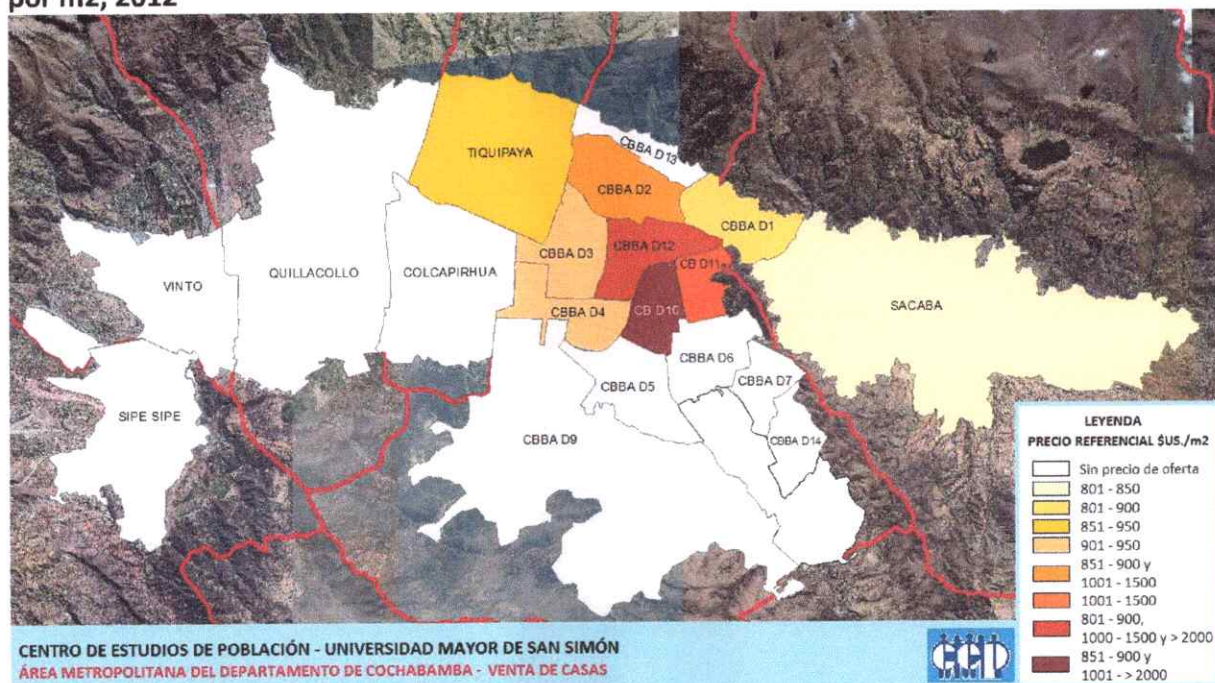 por m2, 2012
CBBA D13
TIQUIPAYA
CBBA D2
CBBA D1
CBBA D3
CBBA D12
CB D11
VINTO
QUILLACOLLO
COLCAPIRHUA
SACABA
CBBA D4
CB D10
CBBA D6
CBBA D5
CBBA D7
SIPE SIPE
CBBA D9
CBBA D14
LEYENDA
PRECIO REFERENCIAL $US./m2
Sin precio de oferta
801 - 850
801 - 900
851 - 950
901 - 950
851 - 900 y
1001 - 1500
1001 - 1500
801 - 900,
1000 - 1500 y > 2000
851 - 900 y
1001 - > 2000
CENTRO DE ESTUDIOS DE POBLACIÓN - UNIVERSIDAD MAYOR DE SAN SIMÓN
ÁREA METROPOLITANA DEL DEPARTAMENTO DE COCHABAMBA - VENTA DE CASAS